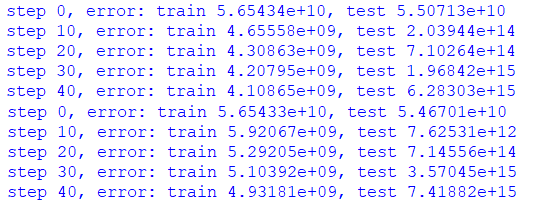 step 0, error: train 5.65434e+10, test 5.50713e+10
step 10, error: train 4.65558e+09, test 2.03944e+14
step 20, error: train 4.30863e+09, test 7.10264e+14
step 30, error: train 4.20795e+09, test 1.96842e+15
step 40, error: train 4.10865e+09, test 6.28303e+15
step 0, error: train 5.65433e+10, test 5.46701e+10
step 10, error: train 5.92067e+09, test 7.62531e+12
step 20, error: train 5.29205e+09, test 7.14556e+14
step 30, error: train 5.10392e+09, test 3.57045e+15
step 40, error: train 4.93181e+09, test 7.41882e+15